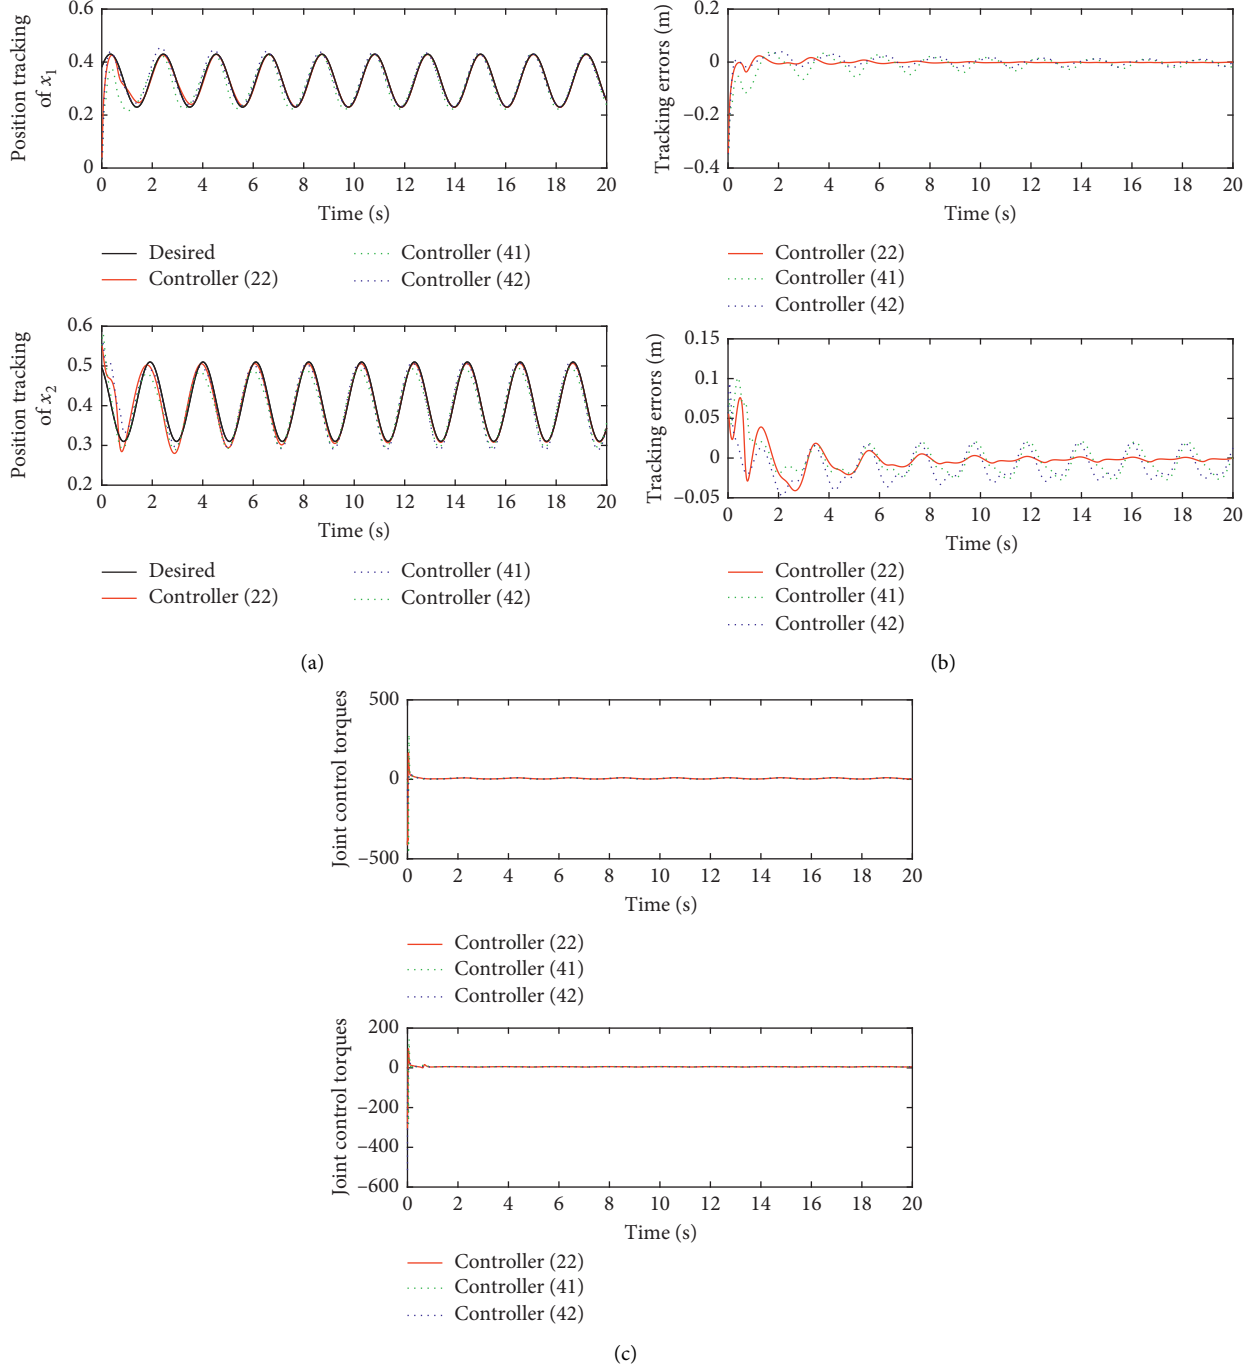 Position tracking
of x1
0.6
0.4
0.2
0
0 2 4 6 8 10 12 14 16 18 20
Time (s)
Desired
Controller (22)
Controller (41)
Controller (42)
Position tracking
of x2
0.6
0.5
0.4
0.3
0.2
0 2 4 6 8 10 12 14 16 18 20
Time (s)
Desired
Controller (22)
Controller (41)
Controller (42)
(a)
Tracking errors (m)
0.2
0
–0.2
–0.4
0 2 4 6 8 10 12 14 16 18 20
Time (s)
Controller (22)
Controller (41)
Controller (42)
Tracking errors (m)
0.15
0.1
0.05
0
–0.05
0 2 4 6 8 10 12 14 16 18 20
Time (s)
Controller (22)
Controller (41)
Controller (42)
(b)
Joint control torques
500
0
–500
0 2 4 6 8 10 12 14 16 18 20
Time (s)
Controller (22)
Controller (41)
Controller (42)
Joint control torques
200
0
–200
–400
–600
0 2 4 6 8 10 12 14 16 18 20
Time (s)
Controller (22)
Controller (41)
Controller (42)
(c)